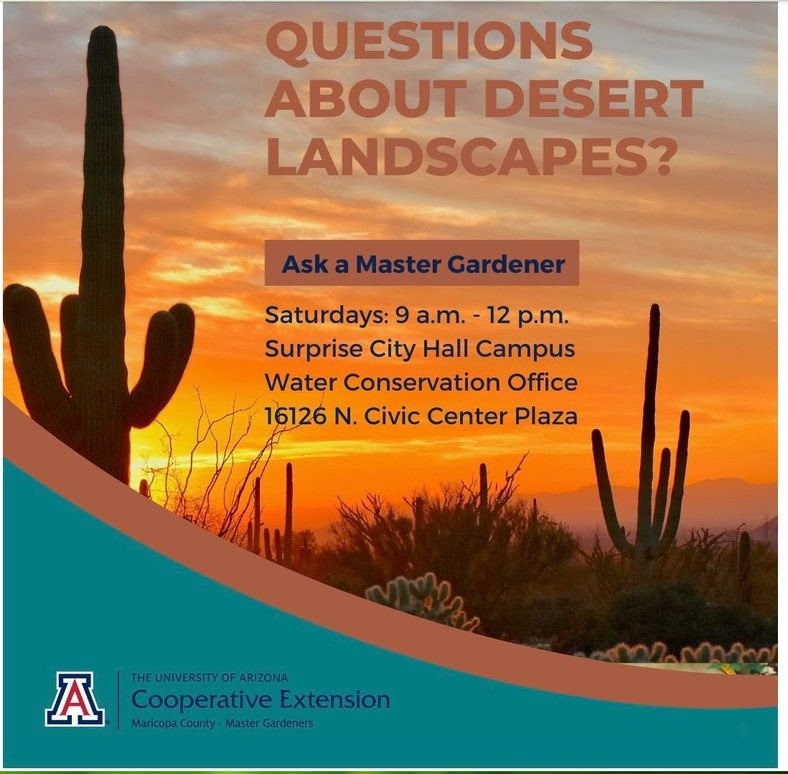 QUESTIONS
ABOUT DESERT
LANDSCAPES?
Ask a Master Gardener
Saturdays: 9 a.m. - 12 p.m.
Surprise City Hall Campus
Water Conservation Office
16126 N. Civic Center Plaza
A
THE UNIVERSITY OF ARIZONA
Cooperative Extension
Maricopa County - Master Gardeners